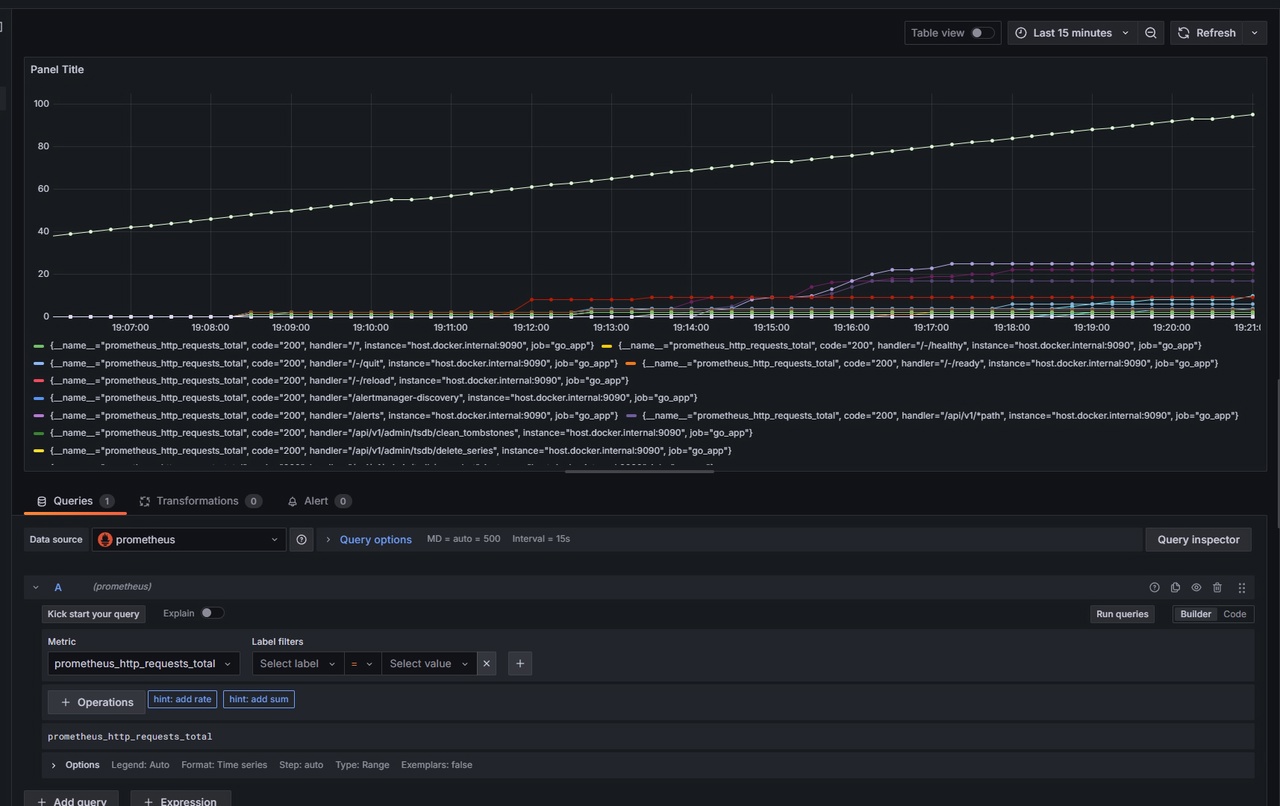 Table view Last 15 minutes Refresh
Panel Title
100
80
60
40
20
0
19:07:00 19:08:00 19:09:00 19:10:00 19:11:00 19:12:00 19:13:00 19:14:00 19:15:00 19:16:00 19:17:00 19:18:00 19:19:00 19:20:00 19:21:0
{__name__="prometheus_http_requests_total", code="200", handler="/", instance="host.docker.internal:9090", job="go_app"} {__name__="prometheus_http_requests_total", code="200", handler="/-/healthy", instance="host.docker.internal:9090", job="go_app"}
{__name__="prometheus_http_requests_total", code="200", handler="/-/quit", instance="host.docker.internal:9090", job="go_app"} {__name__="prometheus_http_requests_total", code="200", handler="/-/ready", instance="host.docker.internal:9090", job="go_app"}
{__name__="prometheus_http_requests_total", code="200", handler="/-/reload", instance="host.docker.internal:9090", job="go_app"}
{__name__="prometheus_http_requests_total", code="200", handler="/alertmanager-discovery", instance="host.docker.internal:9090", job="go_app"}
{__name__="prometheus_http_requests_total", code="200", handler="/alerts", instance="host.docker.internal:9090", job="go_app"} {__name__="prometheus_http_requests_total", code="200", handler="/api/v1/*path", instance="host.docker.internal:9090", job="go_app"}
{__name__="prometheus_http_requests_total", code="200", handler="/api/v1/admin/tsdb/clean_tombstones", instance="host.docker.internal:9090", job="go_app"}
{__name__="prometheus_http_requests_total", code="200", handler="/api/v1/admin/tsdb/delete_series", instance="host.docker.internal:9090", job="go_app"}
Queries 1 Transformations 0 Alert 0
Data source prometheus Query options MD = auto = 500 Interval = 15s Query inspector
A (prometheus)
Kick start your query Explain Run queries Builder Code
Metric Label filters
prometheus_http_requests_total Select label = Select value
+ Operations hint: add rate hint: add sum
prometheus_http_requests_total
Options Legend: Auto Format: Time series Step: auto Type: Range Exemplars: false
+ Add query + Expression